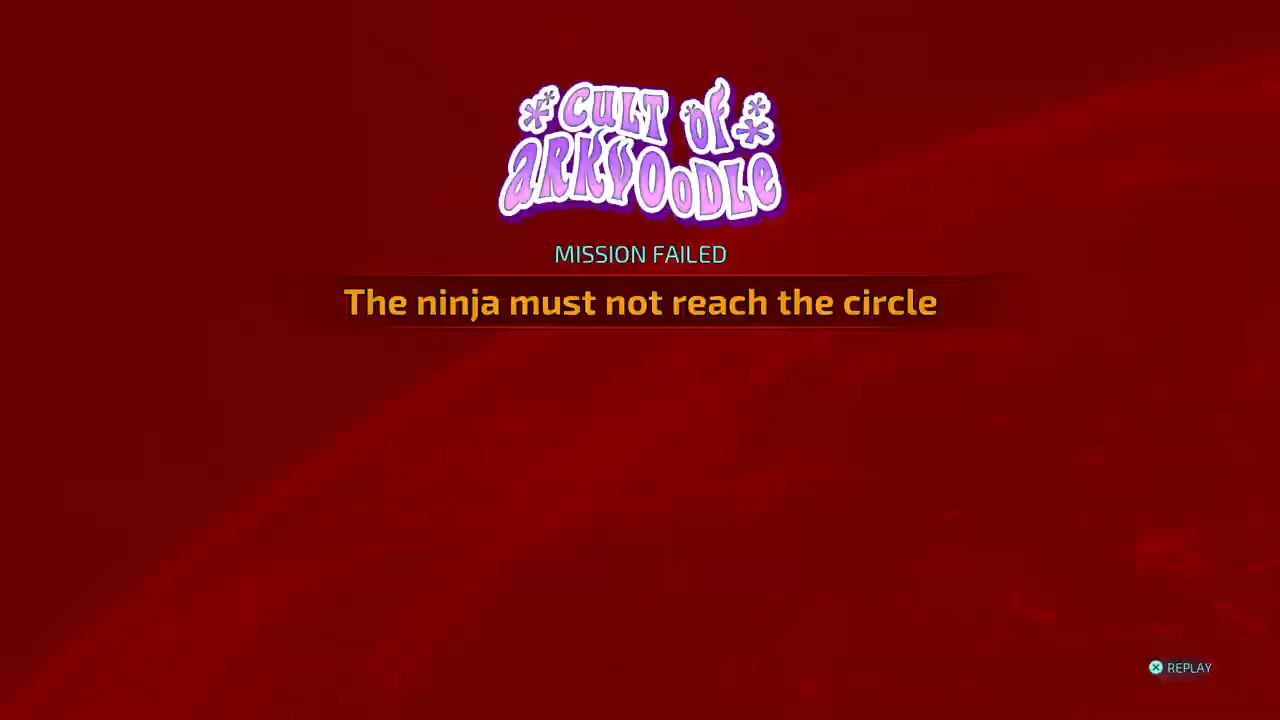 CULT OF
ARKVOODLE
MISSION FAILED
The ninja must not reach the circle
REPLAY